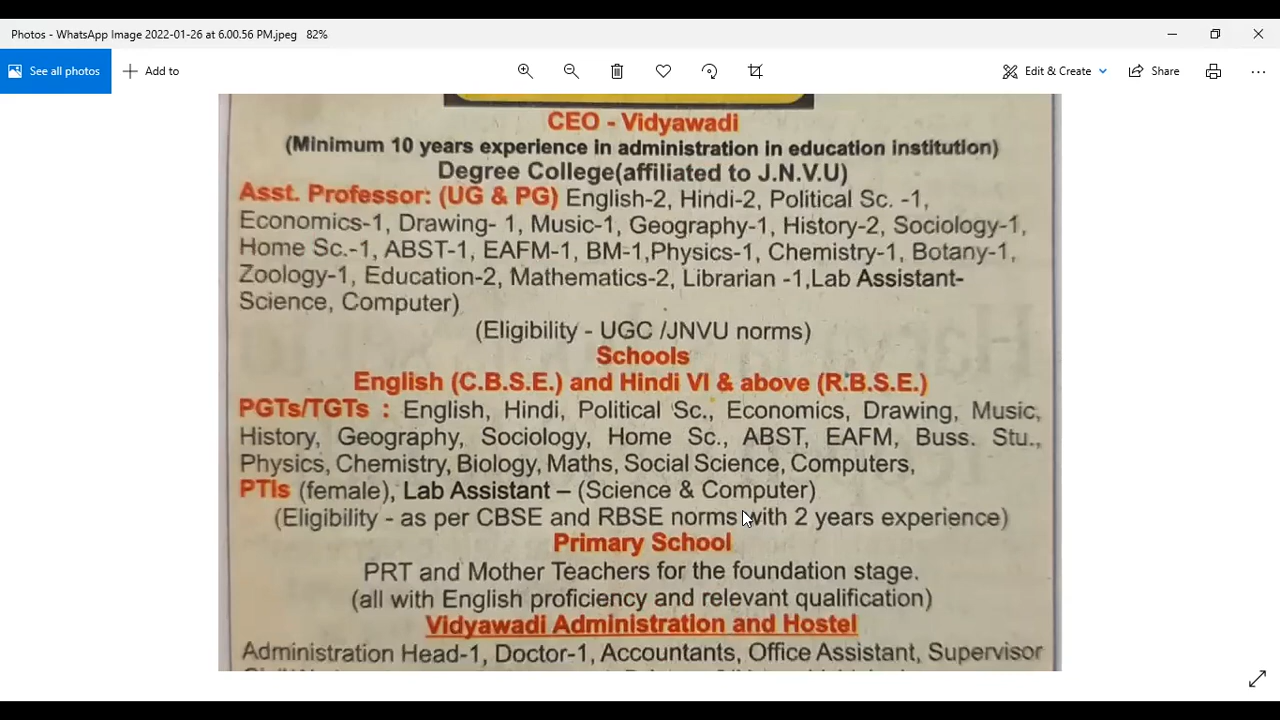 Photos - WhatsApp Image 2022-01-26 at 6.00.56 PM.jpeg 82%
See all photos
Add to
Edit & Create
Share
CEO - Vidyawadi
(Minimum 10 years experience in administration in education institution)
Degree College(affiliated to J.N.V.U)
Asst. Professor: (UG & PG) English-2, Hindi-2, Political Sc. -1,
Economics-1, Drawing- 1, Music-1, Geography-1, History-2, Sociology-1,
Home Sc.-1, ABST-1, EAFM-1, BM-1,Physics-1, Chemistry-1, Botany-1,
Zoology-1, Education-2, Mathematics-2, Librarian -1,Lab Assistant-
Science, Computer)
(Eligibility - UGC /JNVU norms)
Schools
English (C.B.S.E.) and Hindi VI & above (R.B.S.E.)
PGTs/TGTs : English, Hindi, Political Sc., Economics, Drawing, Music,
History, Geography, Sociology, Home Sc., ABST, EAFM, Buss. Stu.,
Physics, Chemistry, Biology, Maths, Social Science, Computers,
PTIs (female), Lab Assistant – (Science & Computer)
(Eligibility - as per CBSE and RBSE norms with 2 years experience)
Primary School
PRT and Mother Teachers for the foundation stage.
(all with English proficiency and relevant qualification)
Vidyawadi Administration and Hostel
Administration Head-1, Doctor-1, Accountants, Office Assistant, Supervisor